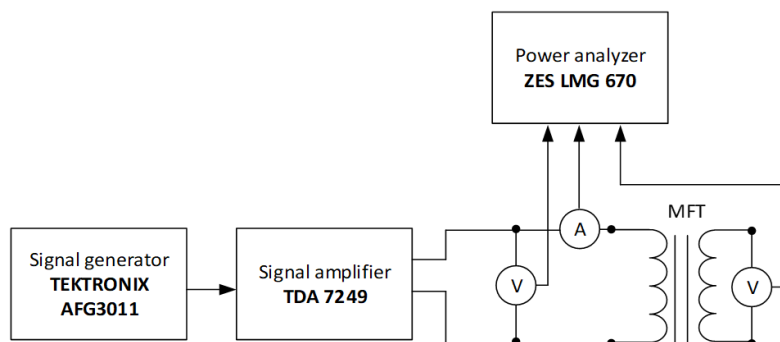 Power analyzer
ZES LMG 670
MFT
A
Signal generator
TEKTRONIX
AFG3011
Signal amplifier
TDA 7249
V
V